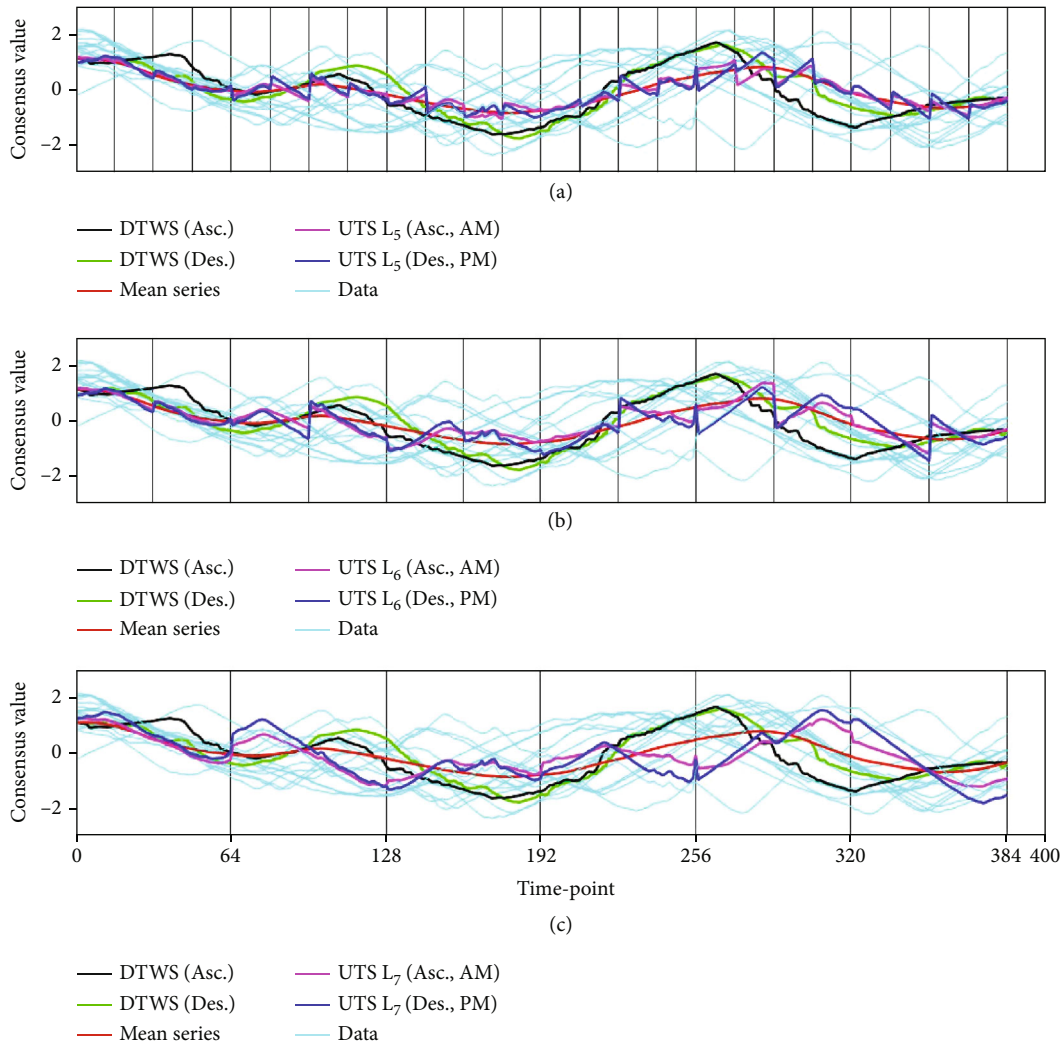 Consensus value
2
0
−2
(a)
DTWS (Asc.)
UTS L₅ (Asc., AM)
DTWS (Des.)
UTS L₅ (Des., PM)
Mean series
Data
Consensus value
2
0
−2
(b)
DTWS (Asc.)
UTS L₆ (Asc., AM)
DTWS (Des.)
UTS L₆ (Des., PM)
Mean series
Data
Consensus value
2
0
−2
0 64 128 192 256 320 384 400
Time-point
(c)
DTWS (Asc.)
UTS L₇ (Asc., AM)
DTWS (Des.)
UTS L₇ (Des., PM)
Mean series
Data